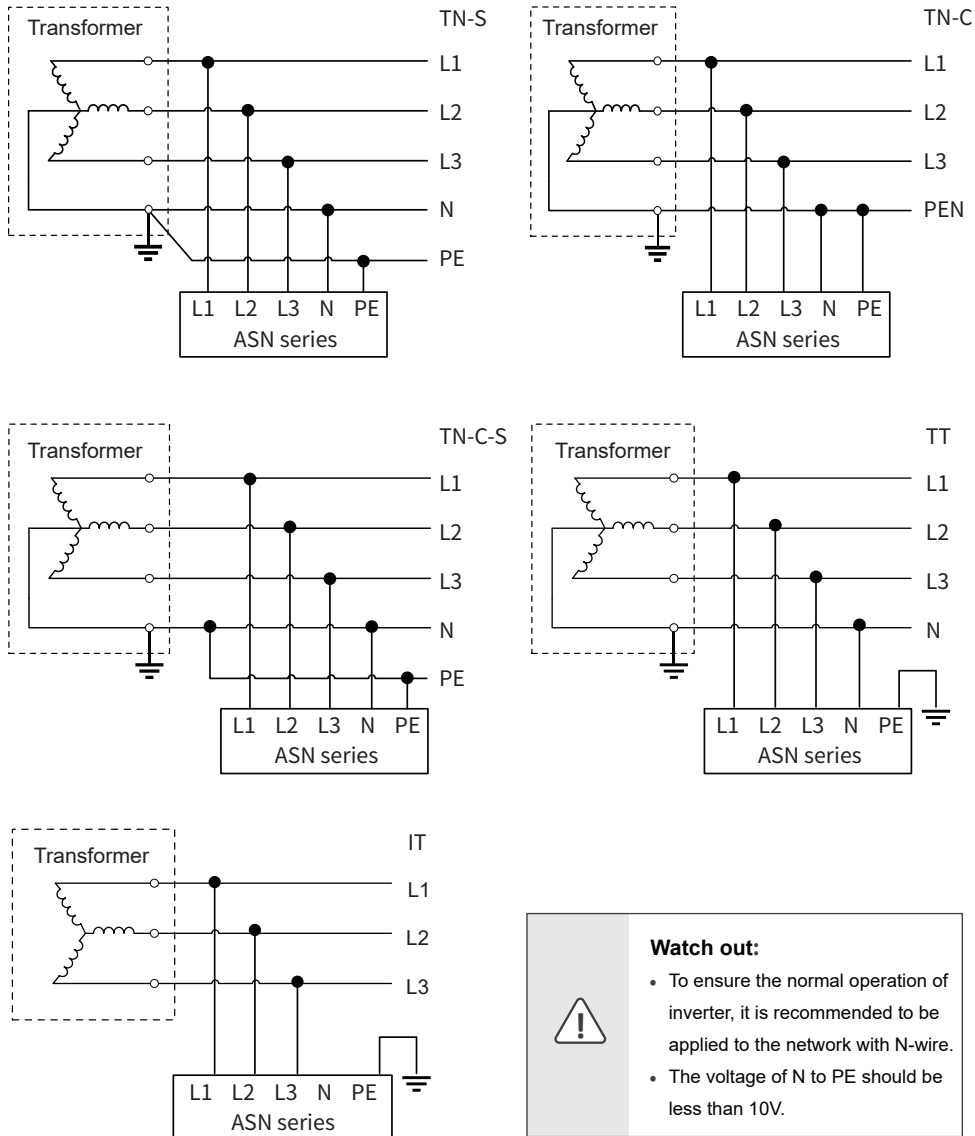 TN-S
Transformer
L1
L2
L3
N
PE
L1 L2 L3 N PE
ASN series
TN-C
Transformer
L1
L2
L3
PEN
L1 L2 L3 N PE
ASN series
TN-C-S
Transformer
L1
L2
L3
N
PE
L1 L2 L3 N PE
ASN series
TT
Transformer
L1
L2
L3
N
L1 L2 L3 N PE
ASN series
IT
Transformer
L1
L2
L3
L1 L2 L3 N PE
ASN series
Watch out:
• To ensure the normal operation of
inverter, it is recommended to be
applied to the network with N-wire.
• The voltage of N to PE should be
less than 10V.